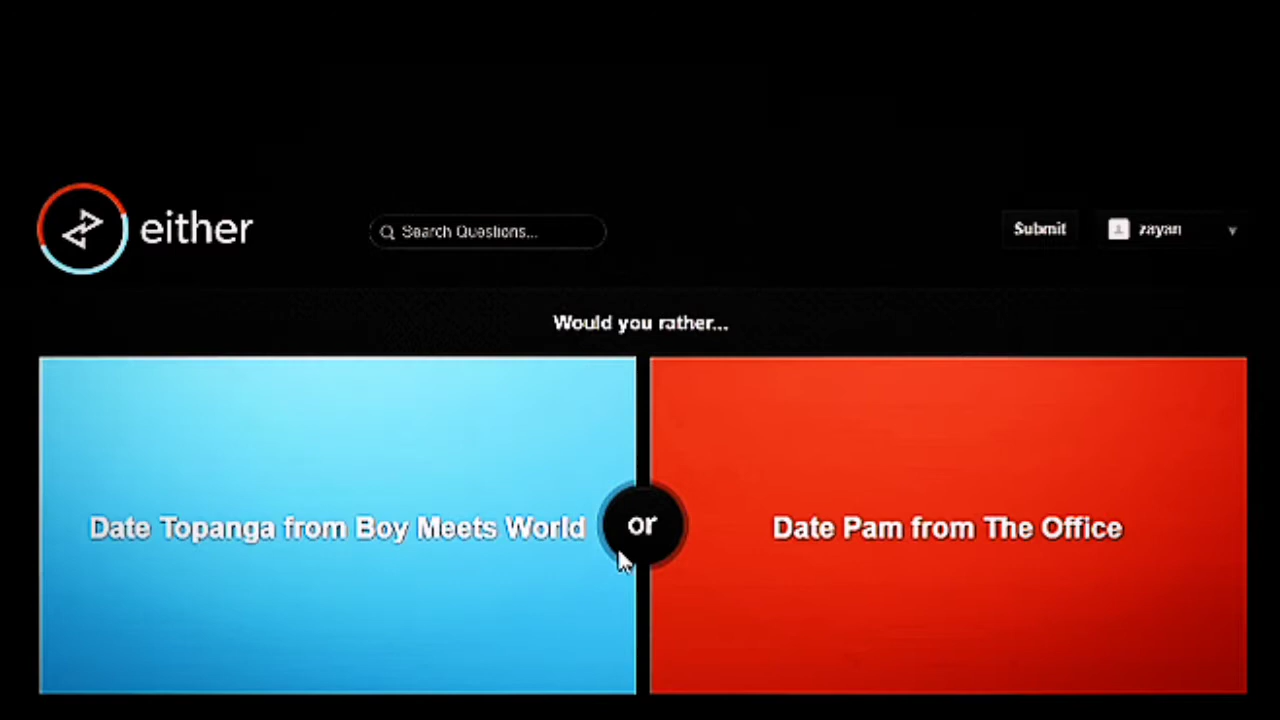 either
Search Questions...
Submit
zayan
Would you rather...
Date Topanga from Boy Meets World
or
Date Pam from The Office